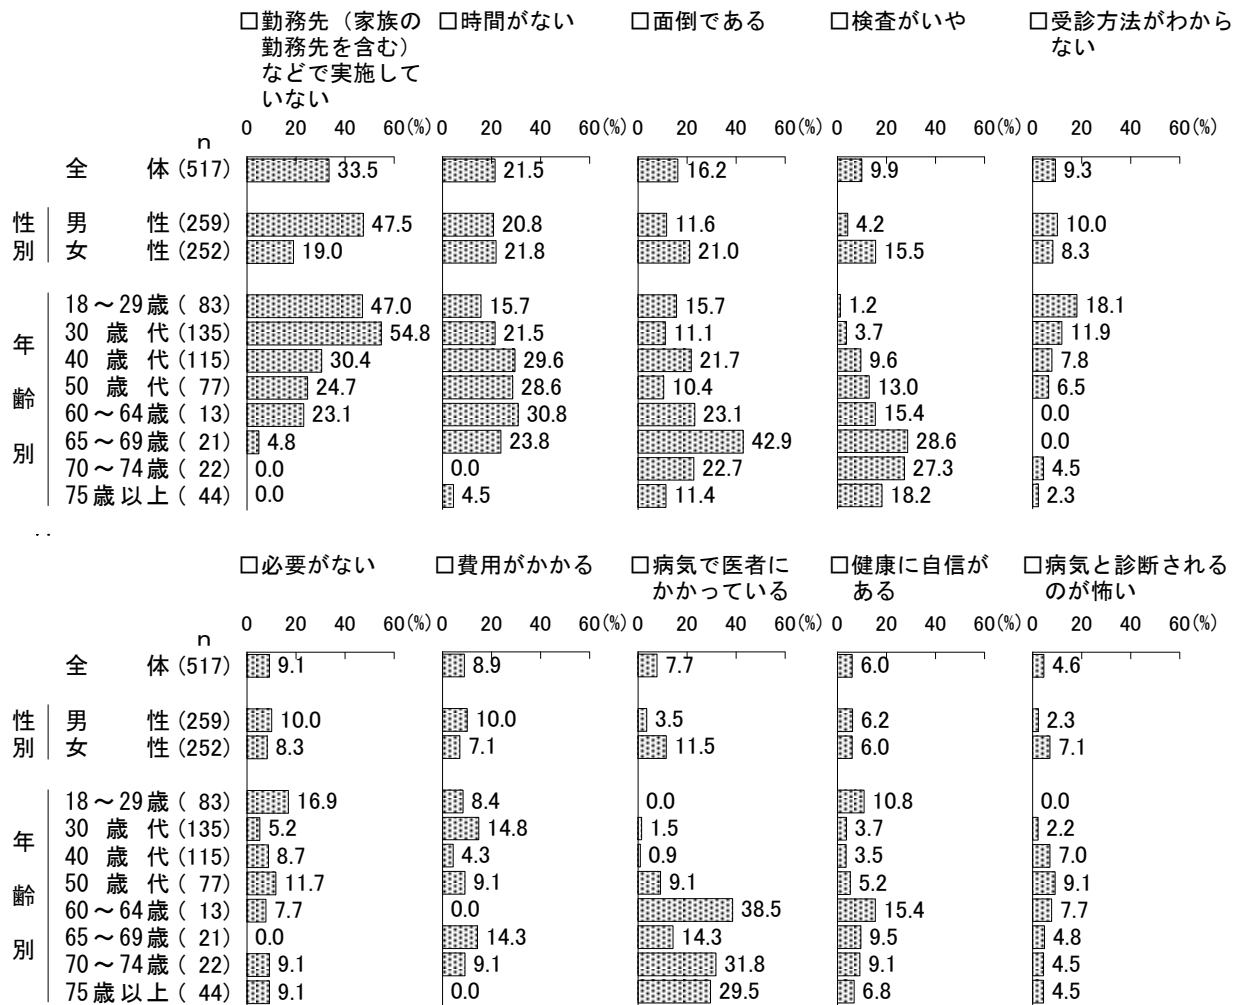 □勤務先（家族の
勤務先を含む）
などで実施して
いない
□時間がない
□面倒である
□検査がいや
□受診方法がわから
ない
n
0 20 40 60(%) 0 20 40 60(%) 0 20 40 60(%) 0 20 40 60(%) 0 20 40 60(%)
全体(517) 33.5 21.5 16.2 9.9 9.3
性別
男性(259) 47.5 20.8 11.6 4.2 10.0
女性(252) 19.0 21.8 21.0 15.5 8.3
年齢別
18～29歳( 83) 47.0 15.7 15.7 1.2 18.1
30歳代(135) 54.8 21.5 11.1 3.7 11.9
40歳代(115) 30.4 29.6 21.7 9.6 7.8
50歳代( 77) 24.7 28.6 10.4 13.0 6.5
60～64歳( 13) 23.1 30.8 23.1 15.4 0.0
65～69歳( 21) 4.8 23.8 42.9 28.6 0.0
70～74歳( 22) 0.0 0.0 22.7 27.3 4.5
75歳以上( 44) 0.0 4.5 11.4 18.2 2.3
□必要がない
□費用がかかる
□病気で医者に
かかっている
□健康に自信が
ある
□病気と診断される
のが怖い
n
0 20 40 60(%) 0 20 40 60(%) 0 20 40 60(%) 0 20 40 60(%) 0 20 40 60(%)
全体(517) 9.1 8.9 7.7 6.0 4.6
性別
男性(259) 10.0 10.0 3.5 6.2 2.3
女性(252) 8.3 7.1 11.5 6.0 7.1
年齢別
18～29歳( 83) 16.9 8.4 0.0 10.8 0.0
30歳代(135) 5.2 14.8 1.5 3.7 2.2
40歳代(115) 8.7 4.3 0.9 3.5 7.0
50歳代( 77) 11.7 9.1 9.1 5.2 9.1
60～64歳( 13) 7.7 0.0 38.5 15.4 7.7
65～69歳( 21) 0.0 14.3 14.3 9.5 4.8
70～74歳( 22) 9.1 9.1 31.8 9.1 4.5
75歳以上( 44) 9.1 0.0 29.5 6.8 4.5